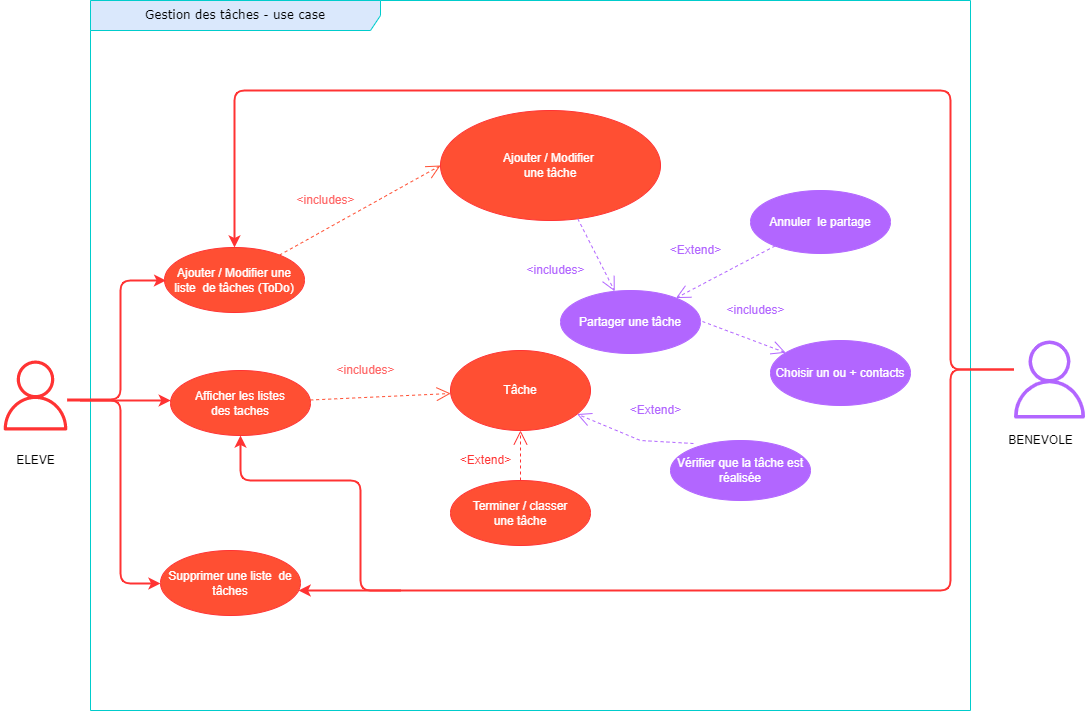 Gestion des tâches - use case
Ajouter / Modifier
une tâche
<includes>
Annuler  le partage
<Extend>
Ajouter / Modifier une
liste  de tâches (ToDo)
<includes>
<includes>
Partager une tâche
<includes>
Choisir un ou + contacts
Afficher les listes
des taches
Tâche
<Extend>
ELEVE
BENEVOLE
<Extend>
Vérifier que la tâche est
réalisée
Terminer / classer
une tâche
Supprimer une liste  de
tâches